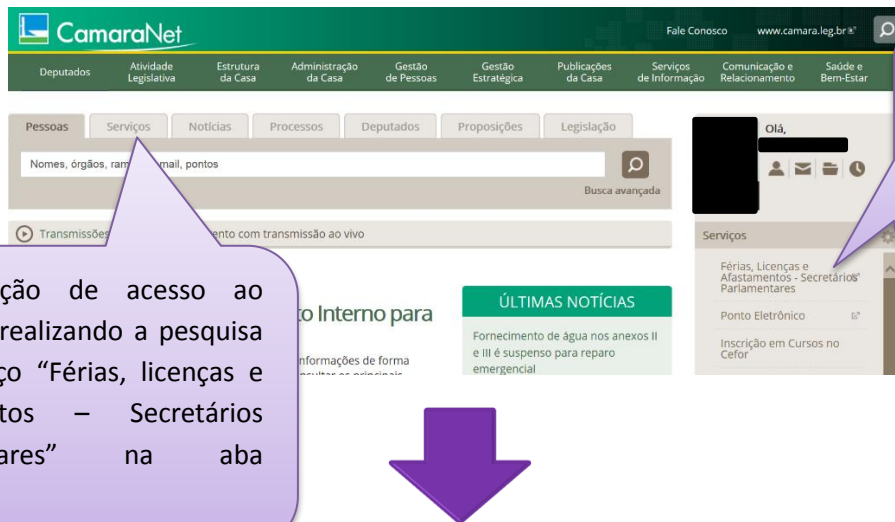 CamaraNet
Fale Conosco www.camara.leg.br
Deputados
Atividade Legislativa
Estrutura da Casa
Administração da Casa
Gestão de Pessoas
Gestão Estratégica
Publicações da Casa
Serviços de Informação
Comunicação e Relacionamento
Saúde e Bem-Estar
Pessoas Serviços Notícias Processos Deputados Proposições Legislação
Nomes, órgãos, mail, pontos
Busca avançada
Olá,
Transmissões ento com transmissão ao vivo
Serviços
Férias, Licenças e
Afastamentos - Secretários
Parlamentares
Ponto Eletrônico
Inscrição em Cursos no
Cefor
ção de acesso ao
realizando a pesquisa
ço “Férias, licenças e
tos – Secretários
ares” na aba
to Interno para
nformações de forma
ÚLTIMAS NOTÍCIAS
Fornecimento de água nos anexos II
e III é suspenso para reparo
emergencial